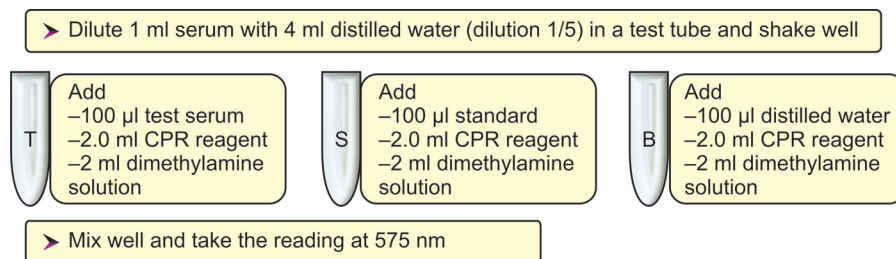 ➤ Dilute 1 ml serum with 4 ml distilled water (dilution 1/5) in a test tube and shake well
T
Add
–100 µl test serum
–2.0 ml CPR reagent
–2 ml dimethylamine
solution
S
Add
–100 µl standard
–2.0 ml CPR reagent
–2 ml dimethylamine
solution
B
Add
–100 µl distilled water
–2.0 ml CPR reagent
–2 ml dimethylamine
solution
➤ Mix well and take the reading at 575 nm